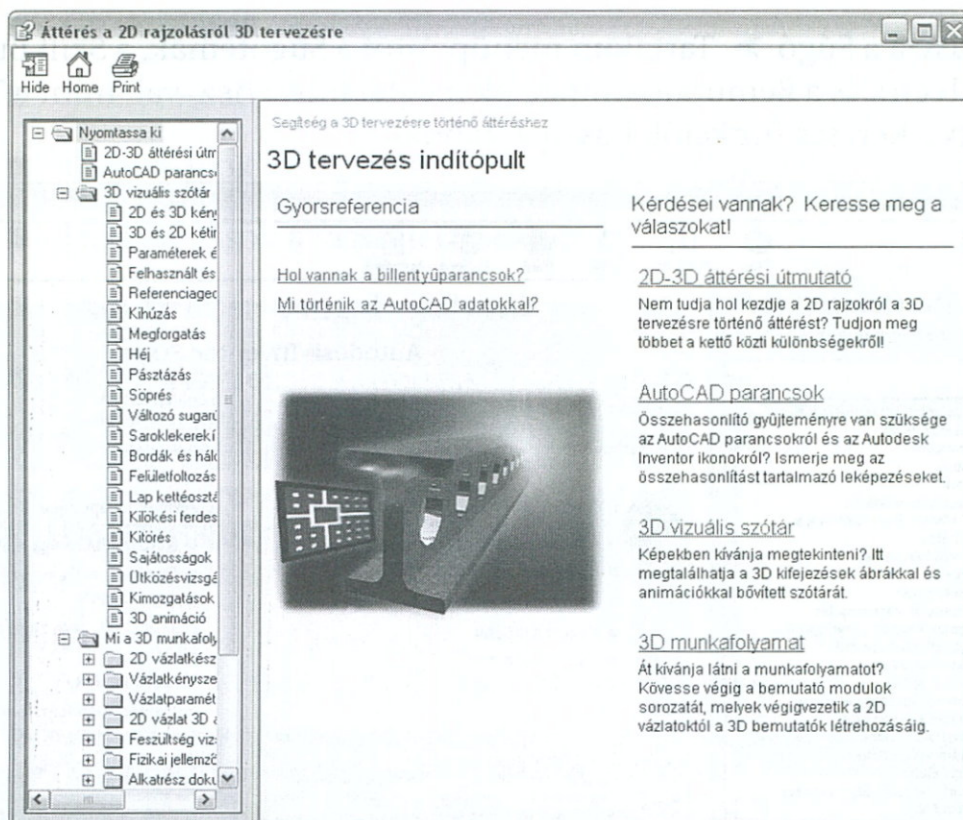 Áttérés a 2D rajzolásról 3D tervezésre
Hide Home Print
Nyomtassa ki
2D-3D áttérési útm
AutoCAD parancs
3D vizuális szótár
2D és 3D kény
3D és 2D kétir
Paraméterek é
Felhasznált és
Referenciageo
Kihúzás
Megforgatás
Héj
Pásztázás
Söprés
Változó sugarú
Saroklekerekí
Bordák és háló
Felületfoltozás
Lap kettéosztá
Kilökési ferdes
Kitörés
Sajátosságok
Ütközésvizsgá
Kimozgatások
3D animáció
Mi a 3D munkafoly
2D vázlatkész
Vázlatkénysze
Vázlatparamét
2D vázlat 3D a
Feszültség viz
Fizikai jellemző
Alkatrész doku
Segítség a 3D tervezésre történő áttéréshez
3D tervezés indítópult
Gyorsreferencia
Hol vannak a billentyűparancsok?
Mi történik az AutoCAD adatokkal?
Kérdései vannak? Keresse meg a
válaszokat!
2D-3D áttérési útmutató
Nem tudja hol kezdje a 2D rajzokról a 3D
tervezésre történő áttérést? Tudjon meg
többet a kettő közti különbségekről!
AutoCAD parancsok
Összehasonlító gyűjteményre van szüksége
az AutoCAD parancsokról és az Autodesk
Inventor ikonokról? Ismerje meg az
összehasonlítást tartalmazó leképezéseket.
3D vizuális szótár
Képekben kívánja megtekinteni? Itt
megtalálhatja a 3D kifejezések ábrákkal és
animációkkal bővített szótárát.
3D munkafolyamat
Át kívánja látni a munkafolyamatot?
Kövesse végig a bemutató modulok
sorozatát, melyek végigvezetik a 2D
vázlatoktól a 3D bemutatók létrehozásáig.